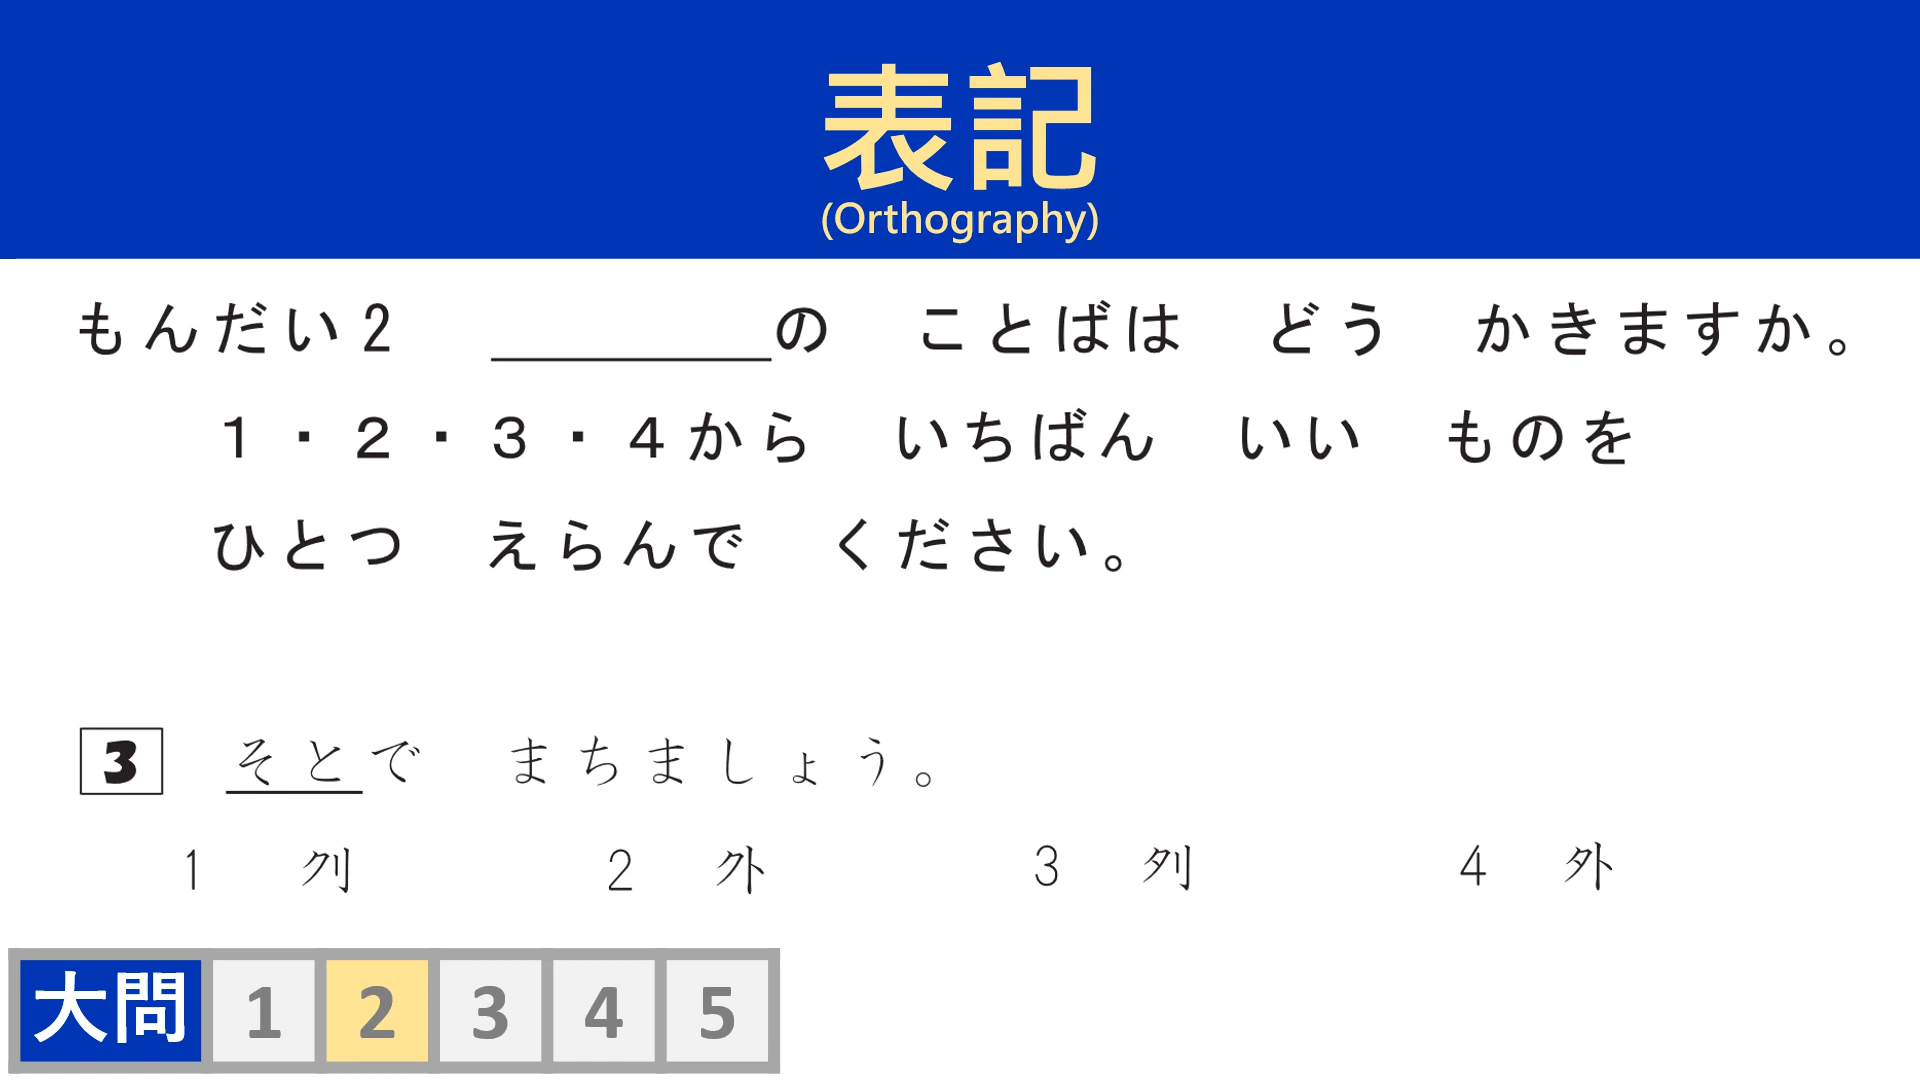 表記
(Orthography)
もんだい2 ＿＿＿＿の ことばは どう かきますか。
１・２・３・４から いちばん いい ものを
ひとつ えらんで ください。
3 そとで まちましょう。
1 2 3 4 外
大問 1 2 3 4 5